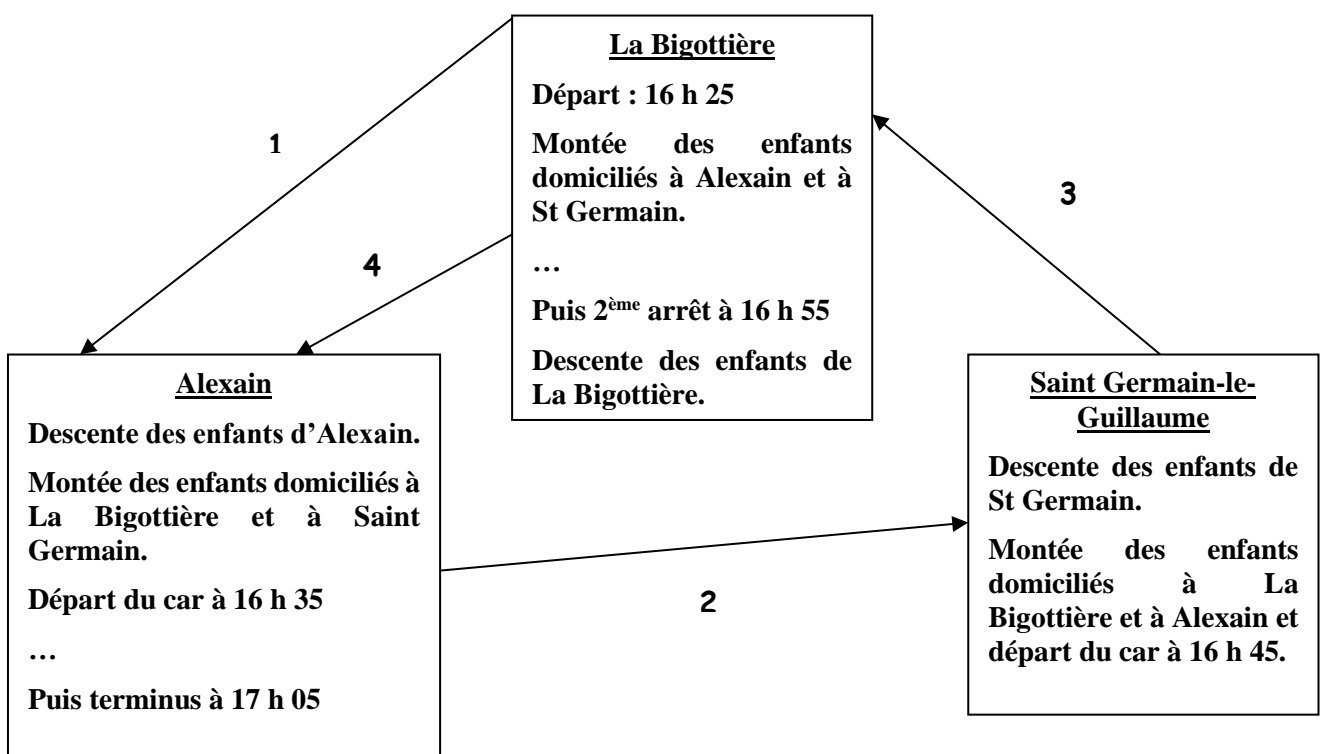 La Bigottière
Départ : 16 h 25
Montée des enfants
domiciliés à Alexain et à
St Germain.
…
Puis 2ème arrêt à 16 h 55
Descente des enfants de
La Bigottière.
1
4
3
Alexain
Descente des enfants d’Alexain.
Montée des enfants domiciliés à
La Bigottière et à Saint
Germain.
Départ du car à 16 h 35
…
Puis terminus à 17 h 05
2
Saint Germain-le-
Guillaume
Descente des enfants de
St Germain.
Montée des enfants
domiciliés à La
Bigottière et à Alexain et
départ du car à 16 h 45.